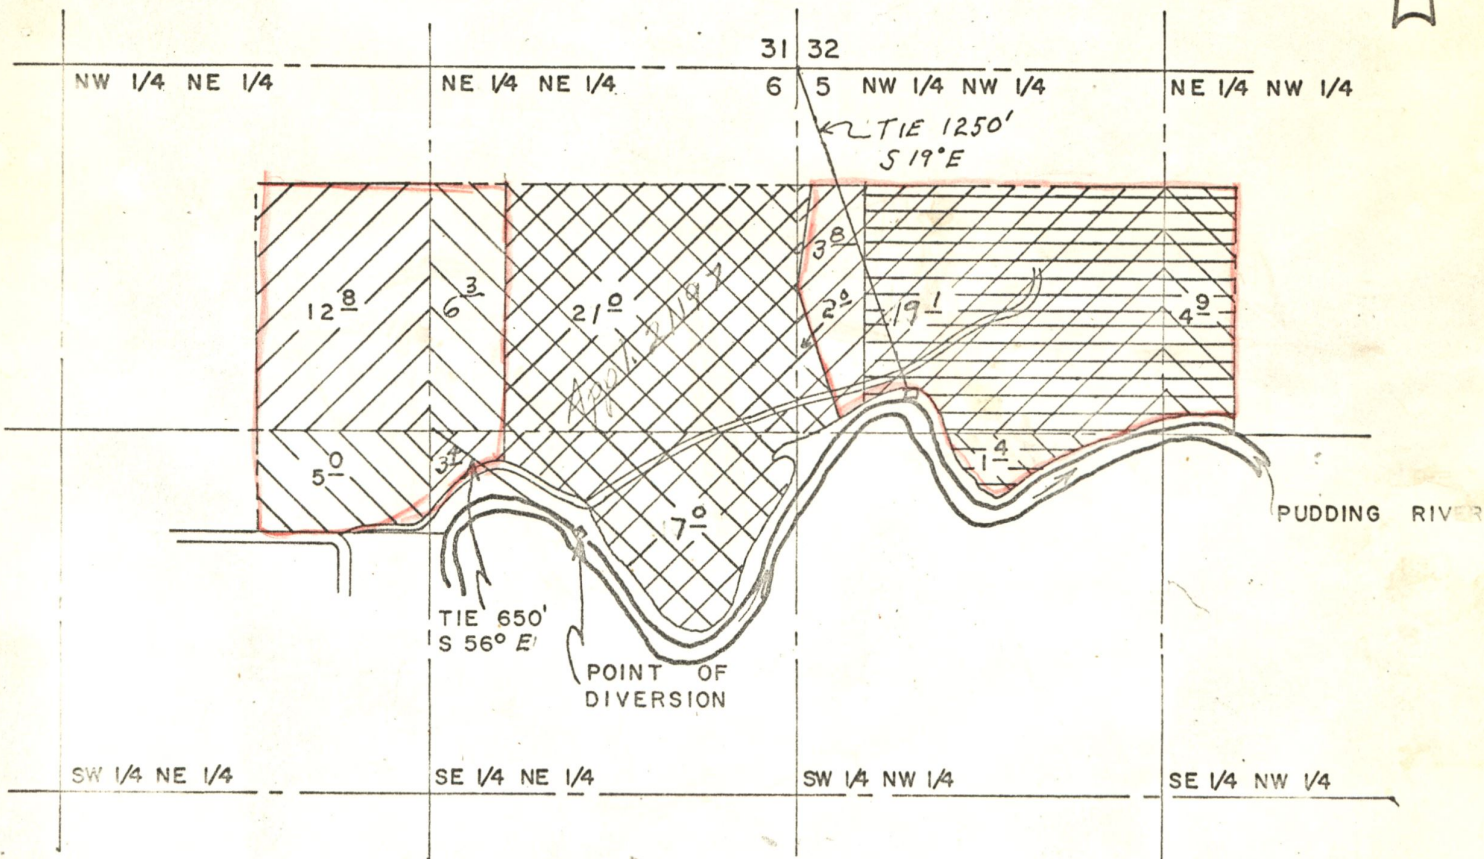 31 32
NW 1/4 NE 1/4
NE 1/4 NE 1/4
6 5
NW 1/4 NW 1/4
NE 1/4 NW 1/4
TIE 1250'
S 19° E
3 8
12 8
6 3
21 0
2 0
19 1
4 9
Appl.
5 0
3 4
1 4
7 0
PUDDING RIVER
TIE 650'
S 56° E
POINT OF
DIVERSION
SW 1/4 NE 1/4
SE 1/4 NE 1/4
SW 1/4 NW 1/4
SE 1/4 NW 1/4